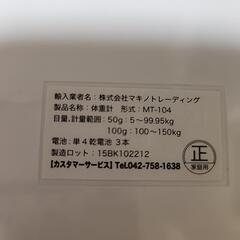 輸入業者名：株式会社マキノトレーディング
製品名称：体重計　形式：MT-104
目量、計量範囲：50g：5～99.95kg
100g：100～150kg
電池：単４乾電池 ３本
製造ロット：15BK102212
【カスタマーサービス】Tel.042-758-1638
正
家庭用